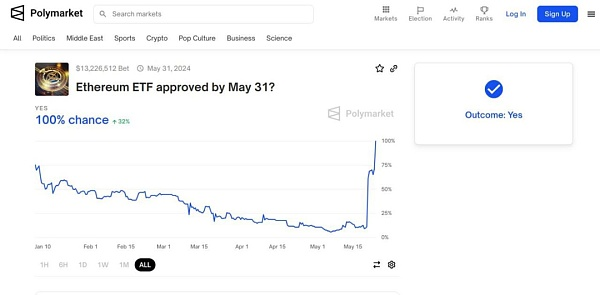 Polymarket
Search markets
Markets
Election
Activity
Ranks
Log In
Sign Up
All Politics Middle East Sports Crypto Pop Culture Business Science
$13,226,512 Bet May 31, 2024
Ethereum ETF approved by May 31?
YES
100% chance
32%
Polymarket
Outcome: Yes
100%
75%
50%
25%
0%
Jan 10 Feb 1 Feb 15 Mar 1 Mar 15 Apr 1 Apr 15 May 1 May 15
1H 6H 1D 1W 1M ALL